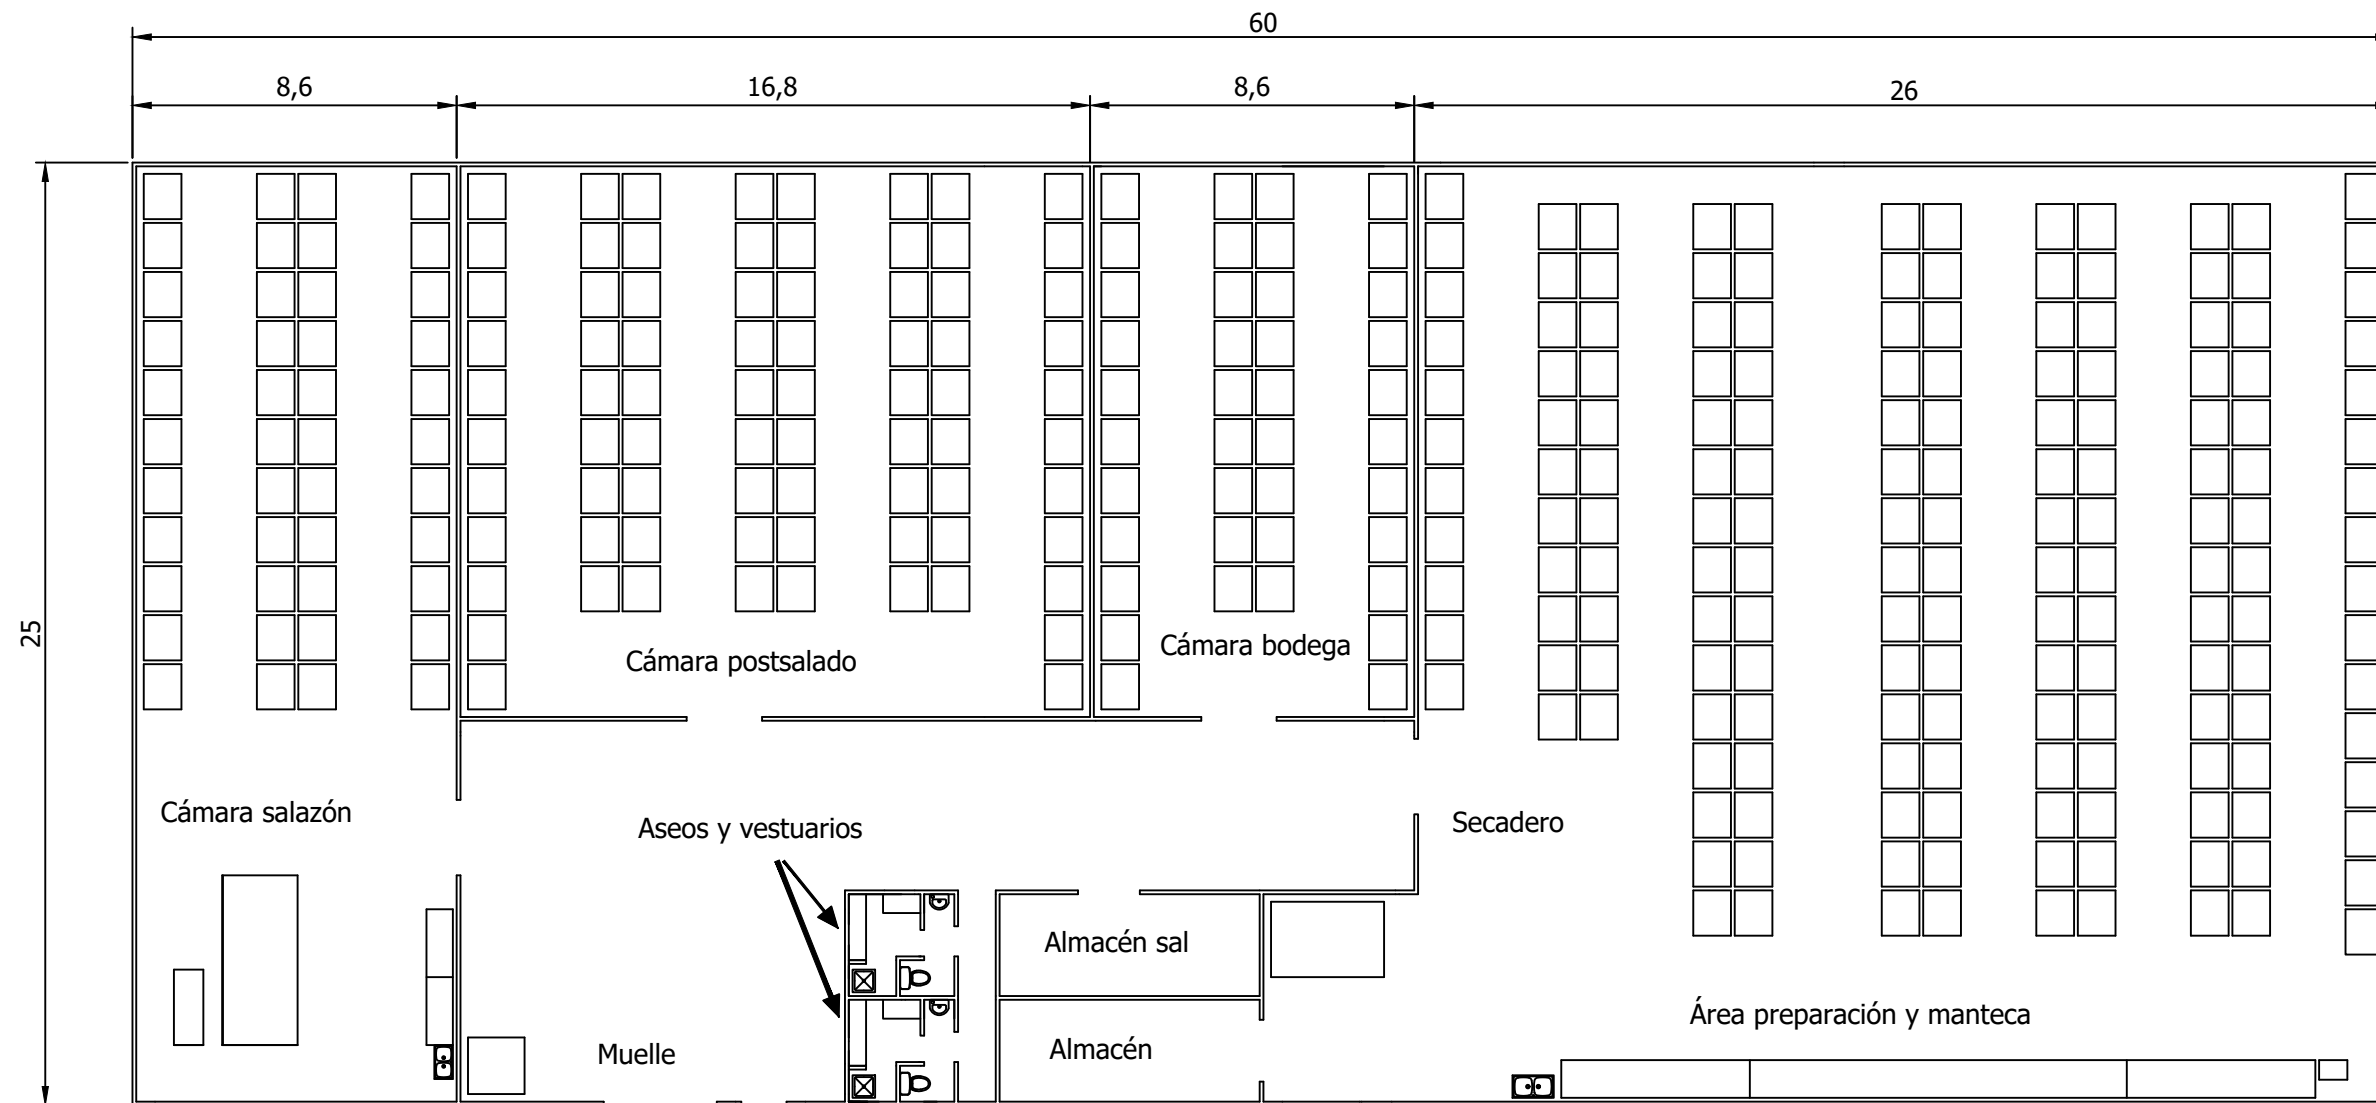 60
8,6
16,8
8,6
26
25
Cámara bodega
Cámara postsalado
Cámara salazón
Aseos y vestuarios
Secadero
Almacén sal
Área preparación y manteca
Muelle
Almacén